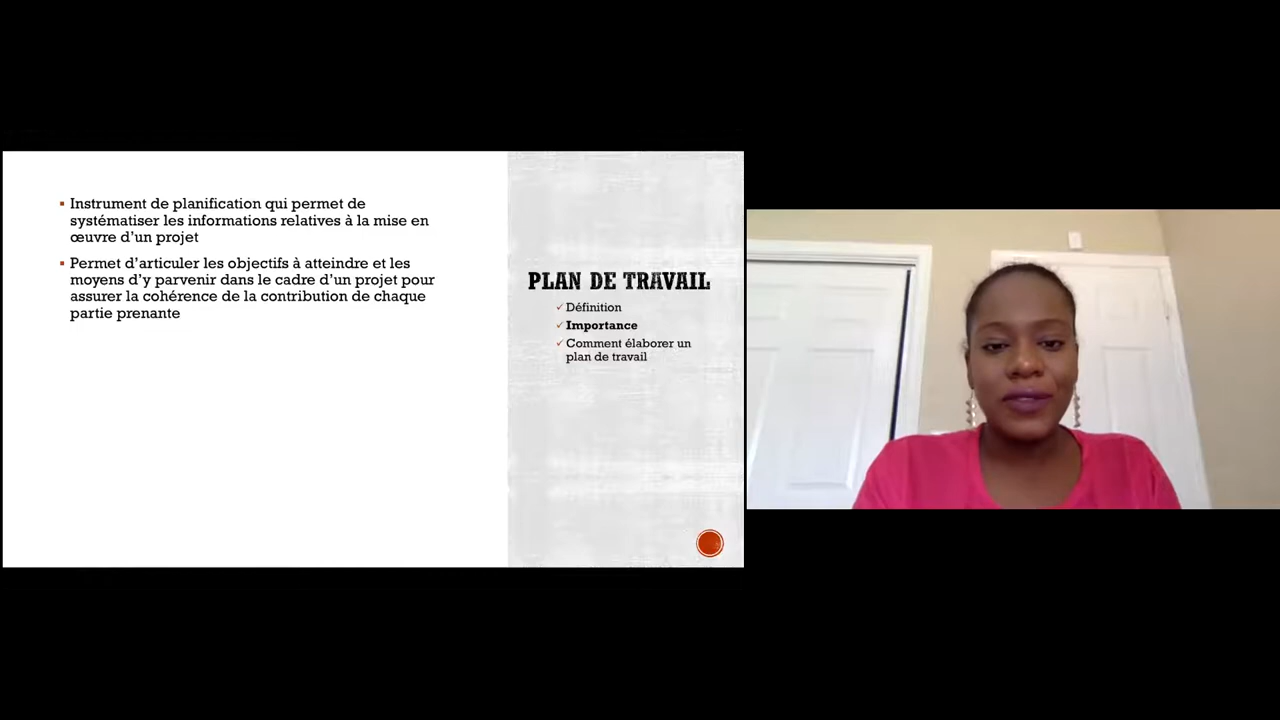 Instrument de planification qui permet de
systématiser les informations relatives à la mise en
œuvre d'un projet
Permet d'articuler les objectifs à atteindre et les
moyens d'y parvenir dans le cadre d'un projet pour
assurer la cohérence de la contribution de chaque
partie prenante
PLAN DE TRAVAIL
Définition
Importance
Comment élaborer un
plan de travail